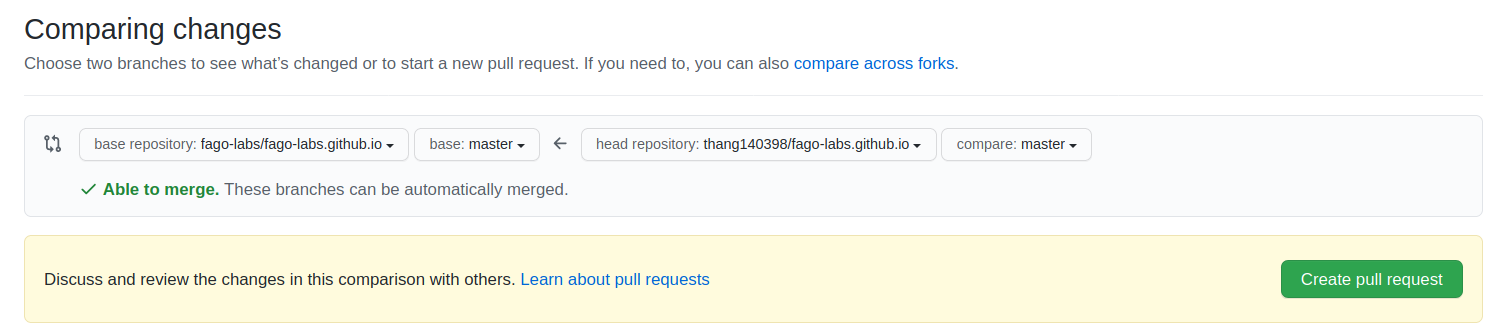 Comparing changes
Choose two branches to see what's changed or to start a new pull request. If you need to, you can also compare across forks.
base repository: fago-labs/fago-labs.github.io base: master head repository: thang140398/fago-labs.github.io compare: master
Able to merge. These branches can be automatically merged.
Discuss and review the changes in this comparison with others. Learn about pull requests Create pull request